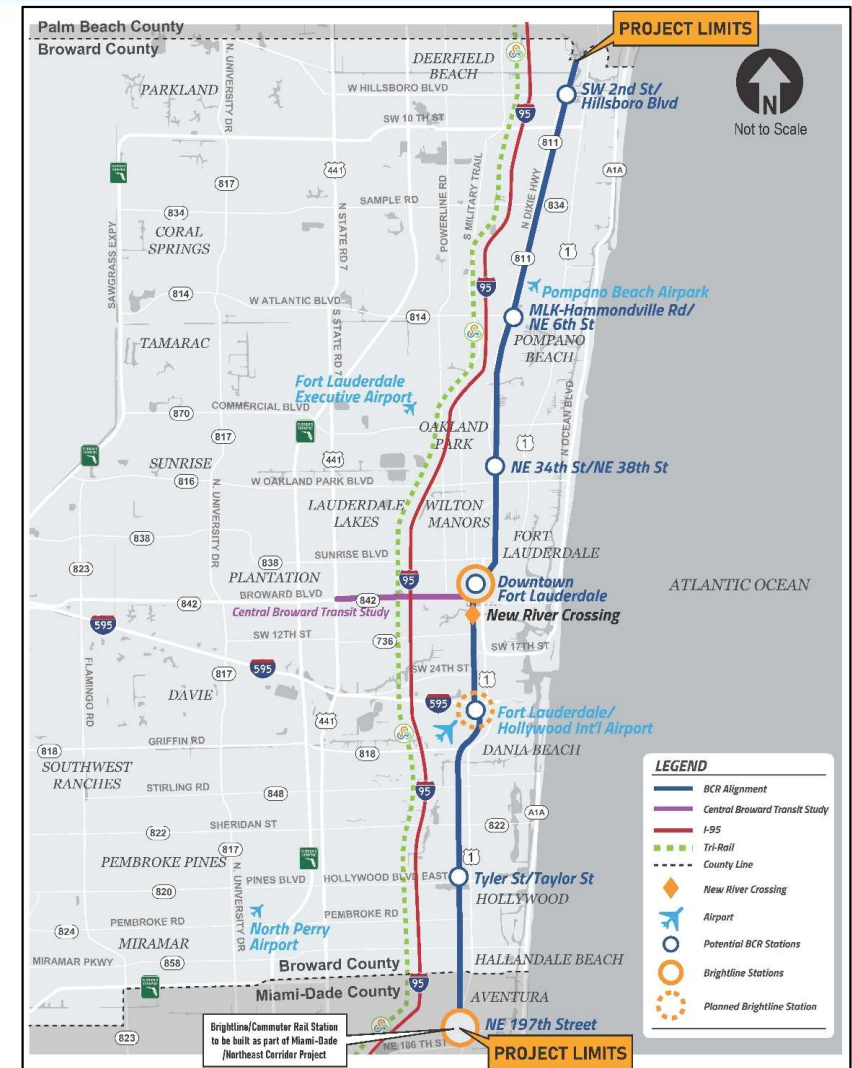 Palm Beach County
Broward County
PROJECT LIMITS
N
Not to Scale
N. UNIVERSITY DR
DEERFIELD
BEACH
PARKLAND
W HILLSBORO BLVD
SW 2nd St/
Hillsboro Blvd
SW 10 TH ST
95
811
441
A1A
817
SAMPLE RD
834
834
CORAL
SPRINGS
SAWGRASS EXPY
N STATE RD 7
POWERLINE RD
S MILITARY TRAIL
N DIXIE HWY
1
811
95
Pompano Beach Airpark
814
W ATLANTIC BLVD
814
MLK-Hammondville Rd/
NE 6th St
POMPANO
BEACH
TAMARAC
S STATE RD 7
Fort Lauderdale
Executive Airport
COMMERCIAL BLVD
870
N OCEAN BLVD
OAKLAND
PARK
817
1
441
SUNRISE
NE 34th St/NE 38th St
816
W OAKLAND PARK BLVD
N. UNIVERSITY DR
LAUDERDALE
LAKES
WILTON
MANORS
838
FORT
LAUDERDALE
SUNRISE BLVD
838
823
PLANTATION
95
Downtown
Fort Lauderdale
ATLANTIC OCEAN
BROWARD BLVD
842
842
Central Broward Transit Study
New River Crossing
595
SW 12TH ST
736
SW 17TH ST
817
595
SW 24TH ST
1
FLAMINGO RD
DAVIE
595
441
Fort Lauderdale/
Hollywood Int'l Airport
GRIFFIN RD
818
818
DANIA BEACH
SOUTHWEST
RANCHES
STIRLING RD
848
95
SHERIDAN ST
822
822
A1A
817
PEMBROKE PINES
1
PINES BLVD
HOLLYWOOD BLVD EAST
Tyler St/Taylor St
820
HOLLYWOOD
N. UNIVERSITY DR
PEMBROKE RD
PEMBROKE RD
824
North Perry
Airport
MIRAMAR
MIRAMAR PKWY
858
Broward County
HALLANDALE BEACH
95
Miami-Dade County
AVENTURA
Brightline/Commuter Rail Station
to be built as part of Miami-Dade
/Northeast Corridor Project
NE 197th Street
823
NE 186 TH ST
PROJECT LIMITS
LEGEND
BCR Alignment
Central Broward Transit Study
I-95
Tri-Rail
County Line
New River Crossing
Airport
Potential BCR Stations
Brightline Stations
Planned Brightline Station